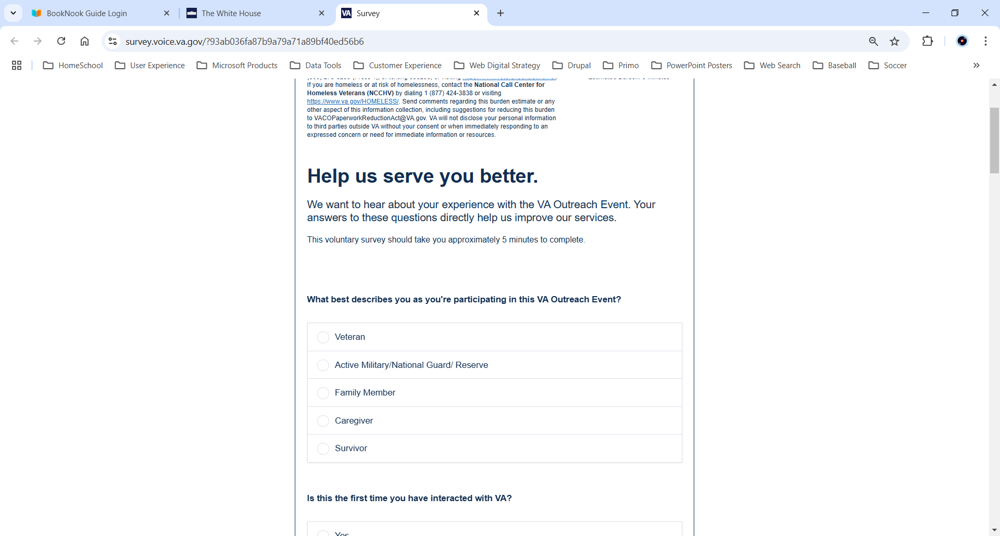 BookNook Guide Login
The White House
VA Survey
survey.voice.va.gov/?93ab036fa87b9a79a71a89bf40ed56b6
HomeSchool
User Experience
Microsoft Products
Data Tools
Customer Experience
Web Digital Strategy
Drupal
Primo
PowerPoint Posters
Web Search
Baseball
Soccer
If you are homeless or at risk of homelessness, contact the National Call Center for
Homeless Veterans (NCCHV) by dialing 1 (877) 424-3838 or visiting
https://www.va.gov/HOMELESS/. Send comments regarding this burden estimate or any
other aspect of this information collection, including suggestions for reducing this burden
to VACOPaperworkReductionAct@VA.gov. VA will not disclose your personal information
to third parties outside VA without your consent or when immediately responding to an
expressed concern or need for immediate information or resources.
Help us serve you better.
We want to hear about your experience with the VA Outreach Event. Your
answers to these questions directly help us improve our services.
This voluntary survey should take you approximately 5 minutes to complete.
What best describes you as you're participating in this VA Outreach Event?
Veteran
Active Military/National Guard/ Reserve
Family Member
Caregiver
Survivor
Is this the first time you have interacted with VA?
Yes